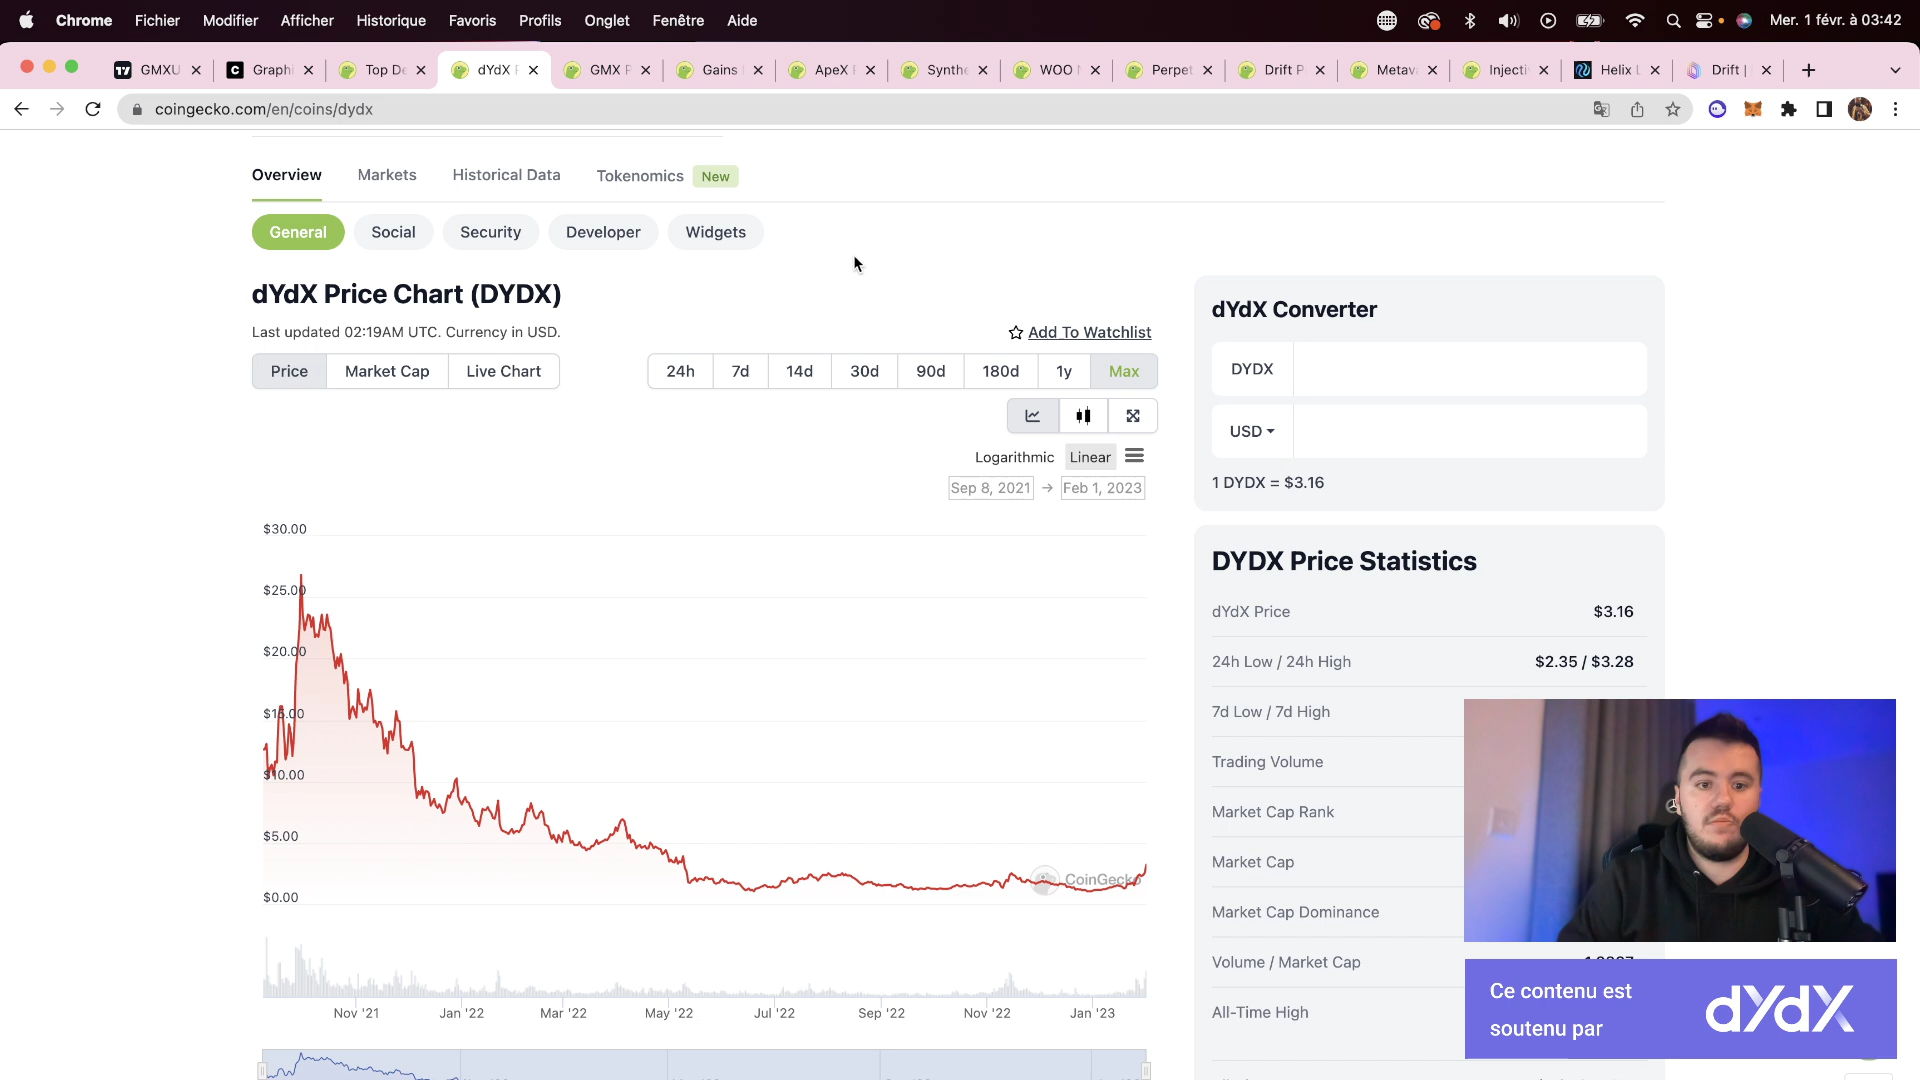 Chrome Fichier Modifier Afficher Historique Favoris Profils Onglet Fenêtre Aide Mer. 1 févr. à 03:42
GMXU Graphi Top De dYdX P GMX P Gains ApeX P Synthe WOO N Perpet Drift P Metava Injecti Helix L Drift |
coingecko.com/en/coins/dydx
Overview Markets Historical Data Tokenomics New
General Social Security Developer Widgets
dYdX Price Chart (DYDX)
Last updated 02:19AM UTC. Currency in USD.
Add To Watchlist
Price Market Cap Live Chart
24h 7d 14d 30d 90d 180d 1y Max
Logarithmic Linear
Sep 8, 2021 → Feb 1, 2023
$30.00
$25.00
$20.00
$15.00
$10.00
$5.00
$0.00
CoinGecko
Nov '21 Jan '22 Mar '22 May '22 Jul '22 Sep '22 Nov '22 Jan '23
dYdX Converter
DYDX
USD
1 DYDX = $3.16
DYDX Price Statistics
dYdX Price $3.16
24h Low / 24h High $2.35 / $3.28
7d Low / 7d High
Trading Volume
Market Cap Rank
Market Cap
Market Cap Dominance
Volume / Market Cap
All-Time High
Ce contenu est
soutenu par
dYdX